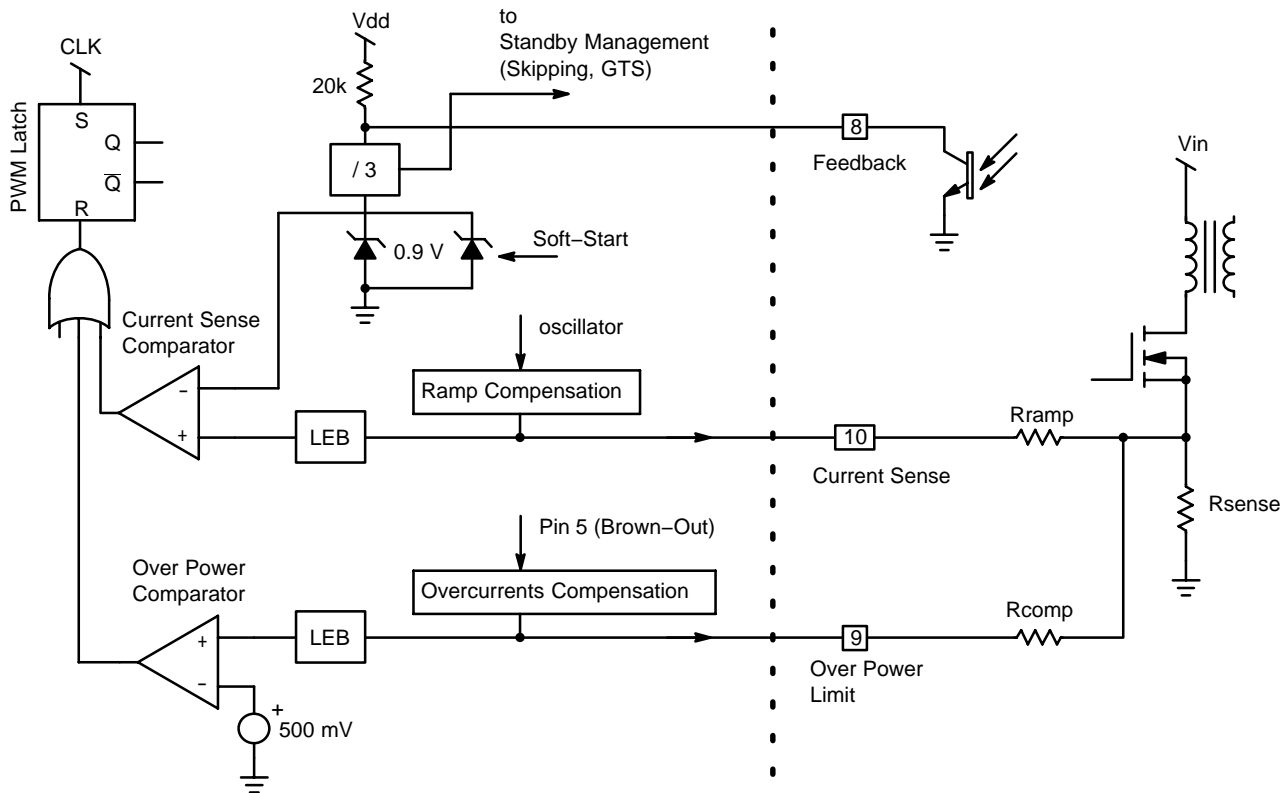 to
Vdd
Standby Management
(Skipping, GTS)
CLK
20k
PWM Latch
S
Q
Q̅
R
/ 3
8
Feedback
Vin
0.9 V
Soft−Start
Current Sense
Comparator
oscillator
Ramp Compensation
−
+
LEB
10
Current Sense
Rramp
Rsense
Pin 5 (Brown−Out)
Over Power
Comparator
Overcurrents Compensation
+
−
LEB
9
Over Power
Limit
Rcomp
+
500 mV